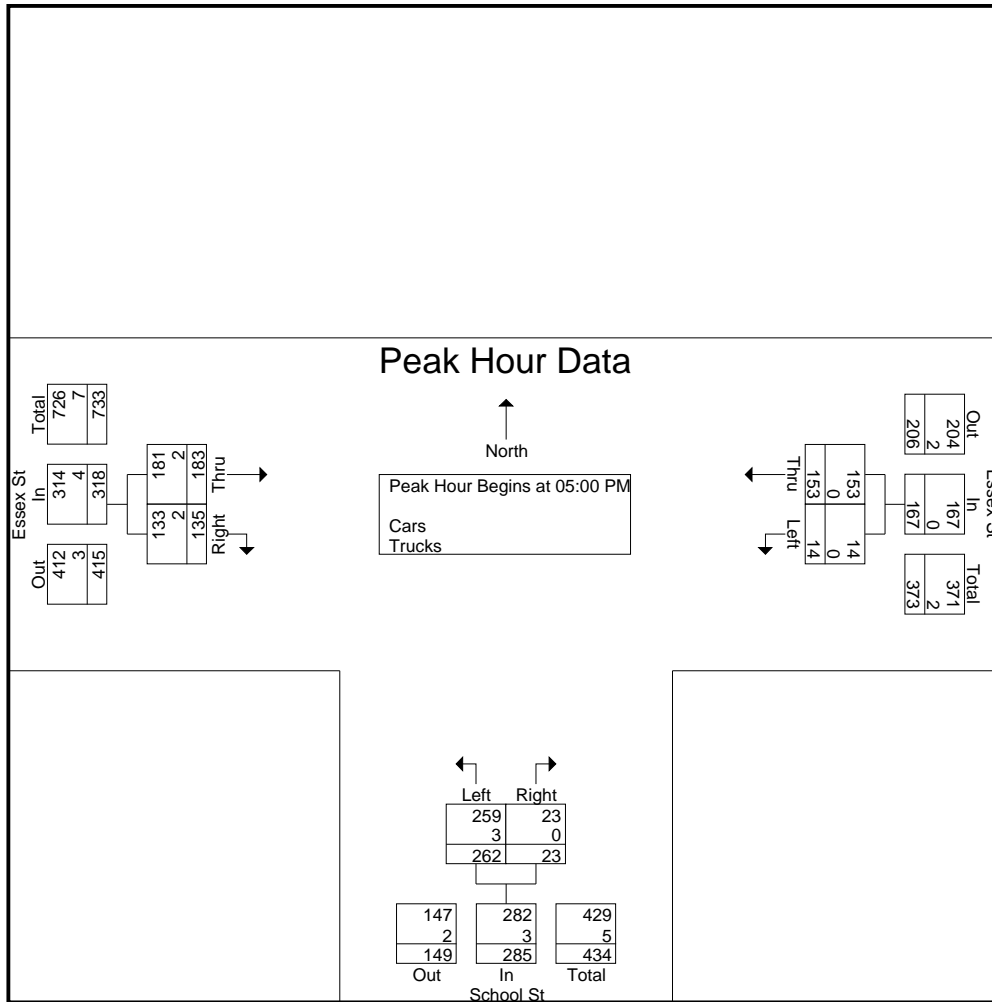 Peak Hour Data
North
Peak Hour Begins at 05:00 PM
Cars
Trucks
Essex St
Total
726
7
733
In
314
4
318
Out
412
3
415
Thru
181
2
183
Right
133
2
135
Essex St
Out
204
2
206
In
167
0
167
Total
371
2
373
Thru
153
0
153
Left
14
0
14
Left Right
259 23
3 0
262 23
147 282 429
2 3 5
149 285 434
Out In Total
School St